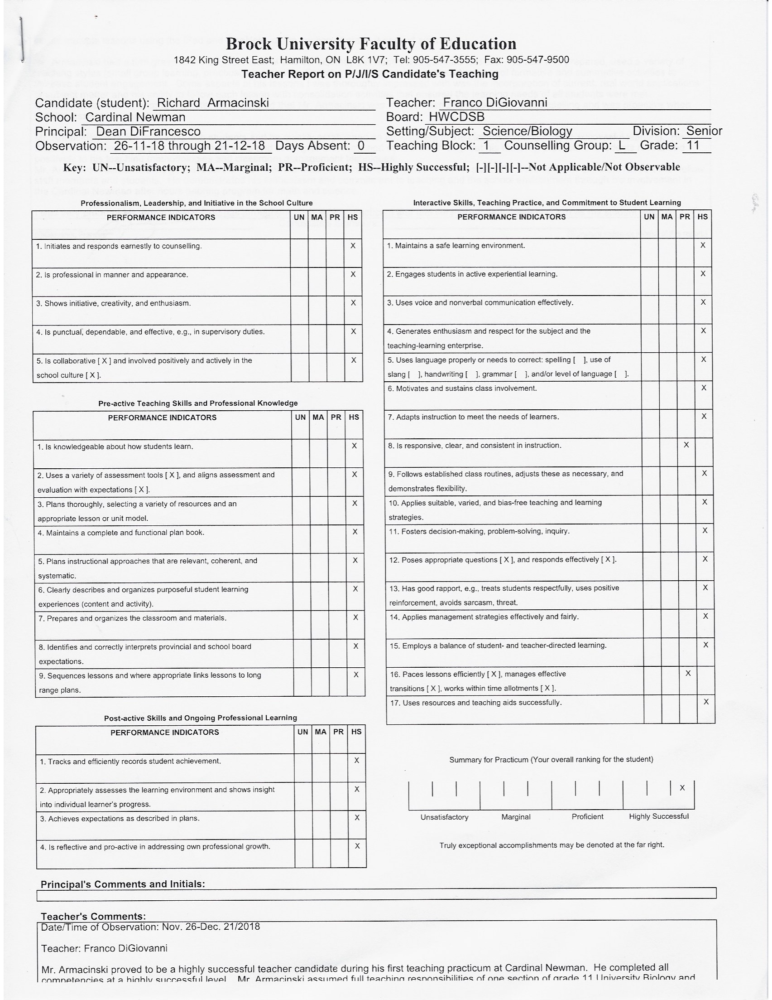 Brock University Faculty of Education
1842 King Street East; Hamilton, ON L8K 1V7; Tel: 905-547-3555; Fax: 905-547-9500
Teacher Report on P/J/I/S Candidate's Teaching
Candidate (student): Richard Armacinski
School: Cardinal Newman
Principal: Dean DiFrancesco
Observation: 26-11-18 through 21-12-18 Days Absent: 0
Teacher: Franco DiGiovanni
Board: HWCDSB
Setting/Subject: Science/Biology Division: Senior
Teaching Block: 1 Counselling Group: L Grade: 11
Key: UN--Unsatisfactory; MA--Marginal; PR--Proficient; HS--Highly Successful; [-][-][-][-]--Not Applicable/Not Observable
Professionalism, Leadership, and Initiative in the School Culture
PERFORMANCE INDICATORS UN MA PR HS
1. Initiates and responds earnestly to counselling. X
2. Is professional in manner and appearance. X
3. Shows initiative, creativity, and enthusiasm. X
4. Is punctual, dependable, and effective, e.g., in supervisory duties. X
5. Is collaborative [ X ] and involved positively and actively in the X
school culture [ X ].
Pre-active Teaching Skills and Professional Knowledge
PERFORMANCE INDICATORS UN MA PR HS
1. Is knowledgeable about how students learn. X
2. Uses a variety of assessment tools [ X ], and aligns assessment and X
evaluation with expectations [ X ].
3. Plans thoroughly, selecting a variety of resources and an X
appropriate lesson or unit model.
4. Maintains a complete and functional plan book. X
5. Plans instructional approaches that are relevant, coherent, and X
systematic.
6. Clearly describes and organizes purposeful student learning X
experiences (content and activity).
7. Prepares and organizes the classroom and materials. X
8. Identifies and correctly interprets provincial and school board X
expectations.
9. Sequences lessons and where appropriate links lessons to long X
range plans.
Post-active Skills and Ongoing Professional Learning
PERFORMANCE INDICATORS UN MA PR HS
1. Tracks and efficiently records student achievement. X
2. Appropriately assesses the learning environment and shows insight X
into individual learner's progress.
3. Achieves expectations as described in plans. X
4. Is reflective and pro-active in addressing own professional growth. X
Interactive Skills, Teaching Practice, and Commitment to Student Learning
PERFORMANCE INDICATORS UN MA PR HS
1. Maintains a safe learning environment. X
2. Engages students in active experiential learning. X
3. Uses voice and nonverbal communication effectively. X
4. Generates enthusiasm and respect for the subject and the X
teaching-learning enterprise.
5. Uses language properly or needs to correct: spelling [ ], use of X
slang [ ], handwriting [ ], grammar [ ], and/or level of language [ ].
6. Motivates and sustains class involvement. X
7. Adapts instruction to meet the needs of learners. X
8. Is responsive, clear, and consistent in instruction. X
9. Follows established class routines, adjusts these as necessary, and X
demonstrates flexibility.
10. Applies suitable, varied, and bias-free teaching and learning X
strategies.
11. Fosters decision-making, problem-solving, inquiry. X
12. Poses appropriate questions [ X ], and responds effectively [ X ]. X
13. Has good rapport, e.g., treats students respectfully, uses positive X
reinforcement, avoids sarcasm, threat.
14. Applies management strategies effectively and fairly. X
15. Employs a balance of student- and teacher-directed learning. X
16. Paces lessons efficiently [ X ], manages effective X
transitions [ X ], works within time allotments [ X ].
17. Uses resources and teaching aids successfully. X
Summary for Practicum (Your overall ranking for the student)
X
Unsatisfactory Marginal Proficient Highly Successful
Truly exceptional accomplishments may be denoted at the far right.
Principal's Comments and Initials:
Teacher's Comments:
Date/Time of Observation: Nov. 26-Dec. 21/2018
Teacher: Franco DiGiovanni
Mr. Armacinski proved to be a highly successful teacher candidate during his first teaching practicum at Cardinal Newman. He completed all
competencies at a highly successful level. Mr. Armacinski assumed full teaching responsibilities of one section of grade 11 University Biology and